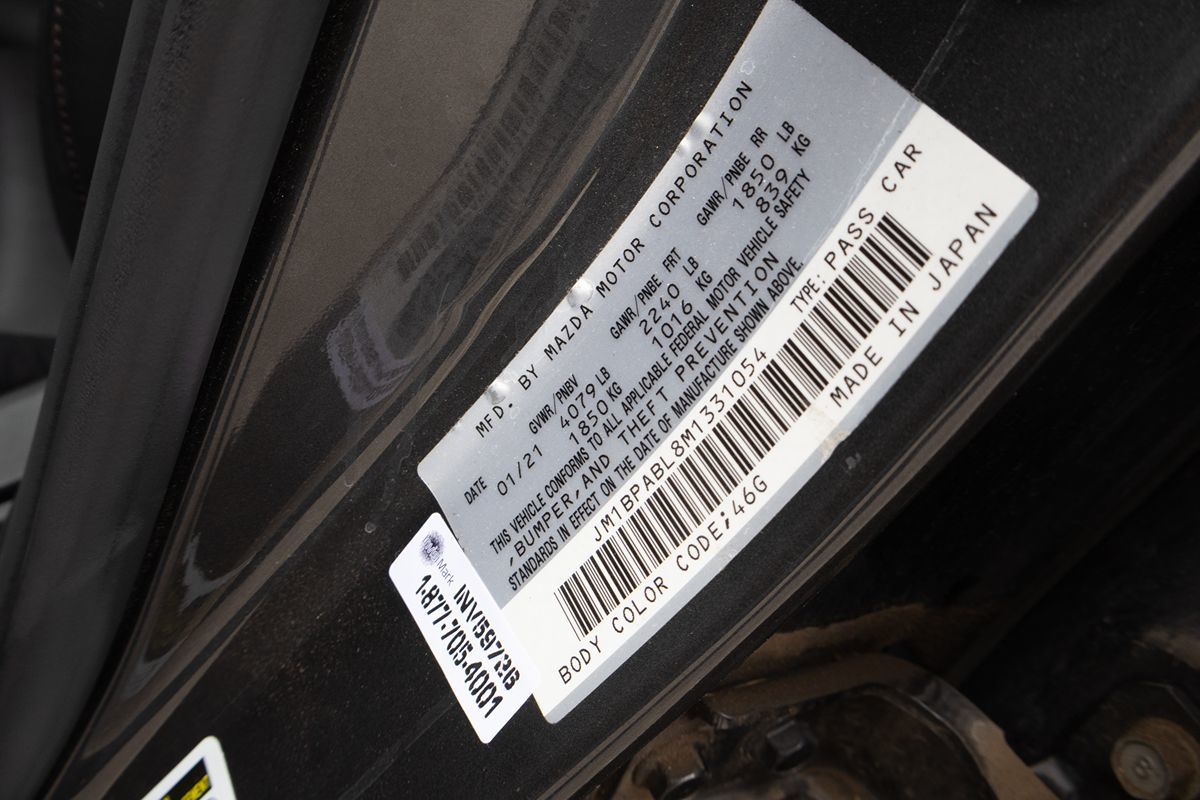 MFD. BY MAZDA MOTOR CORPORATION
DATE GVWR/PNBV GAWR/PNBE FRT GAWR/PNBE RR
01/21 4079 LB 2240 LB 1850 LB
1850 KG 1016 KG 839 KG
THIS VEHICLE CONFORMS TO ALL APPLICABLE FEDERAL MOTOR VEHICLE SAFETY
,BUMPER, AND THEFT PREVENTION
STANDARDS IN EFFECT ON THE DATE OF MANUFACTURE SHOWN ABOVE.
JM1BPABL8M1331054 TYPE: PASS CAR
BODY COLOR CODE; 46G MADE IN JAPAN
Mark
INV59726
1-877-705-4001